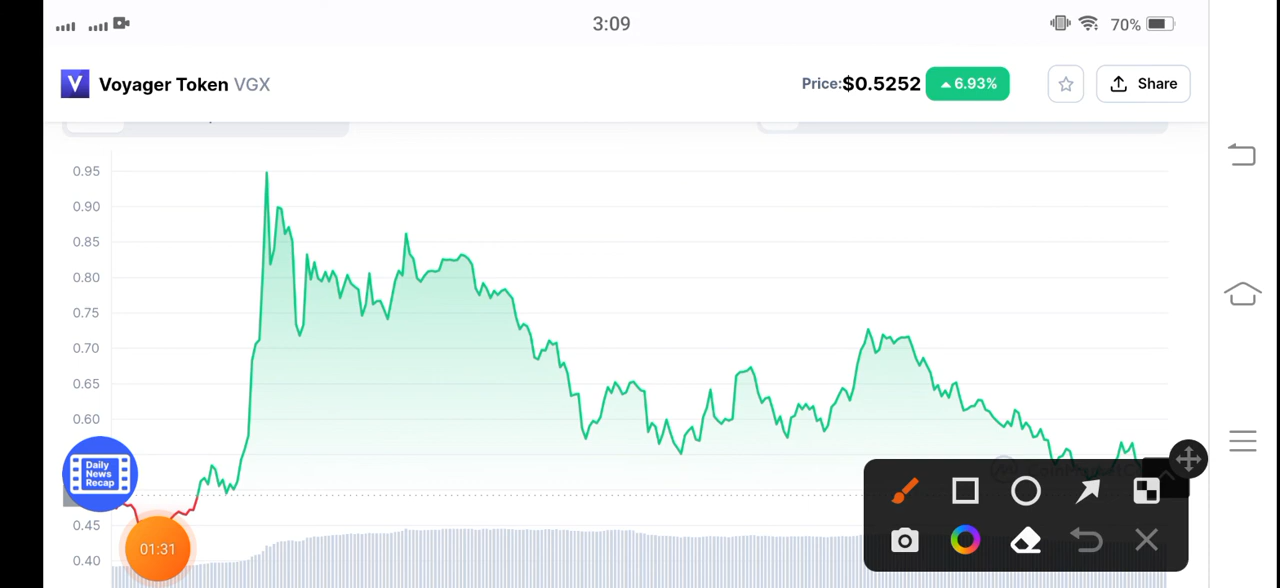 3:09
70%
V Voyager Token VGX
Price: $0.5252 6.93%
Share
0.95
0.90
0.85
0.80
0.75
0.70
0.65
0.60
Daily
News
Recap
0.45
01:31
0.40